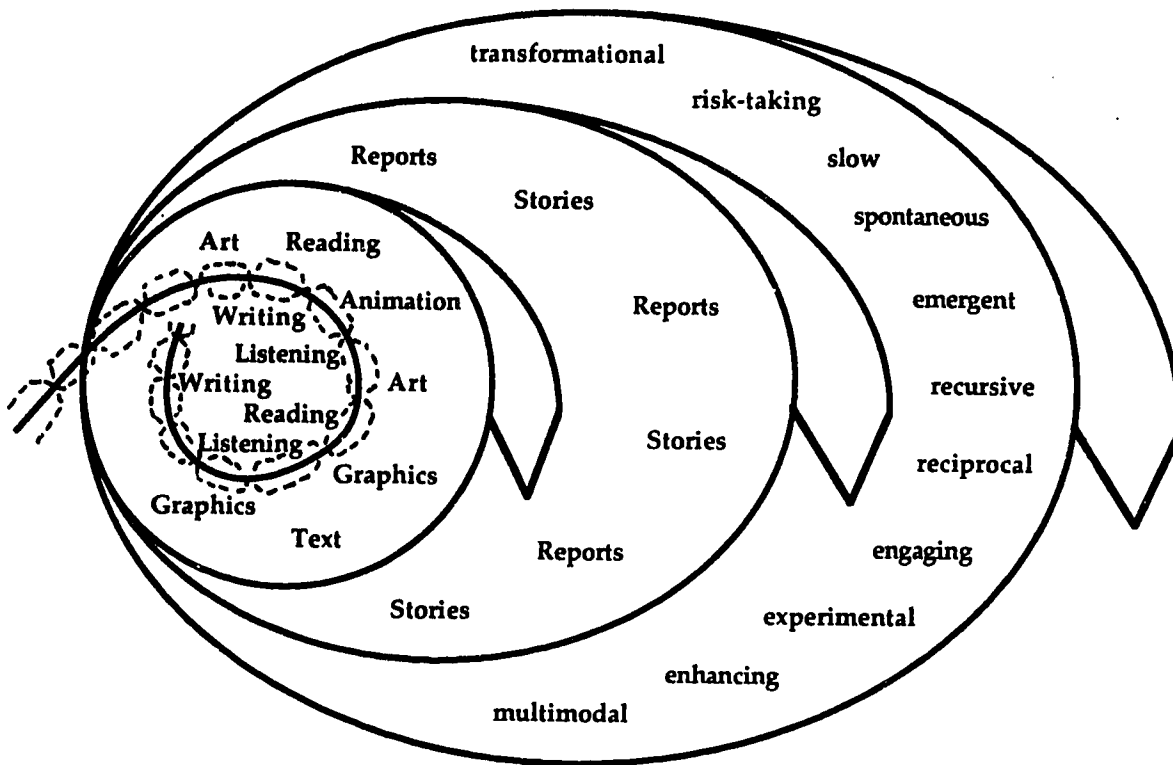 transformational
risk-taking
Reports
slow
Stories
spontaneous
Art
Reading
Animation
emergent
Writing
Reports
Listening
Writing
Art
recursive
Reading
Listening
Stories
reciprocal
Graphics
Graphics
Text
Reports
engaging
Stories
experimental
enhancing
multimodal